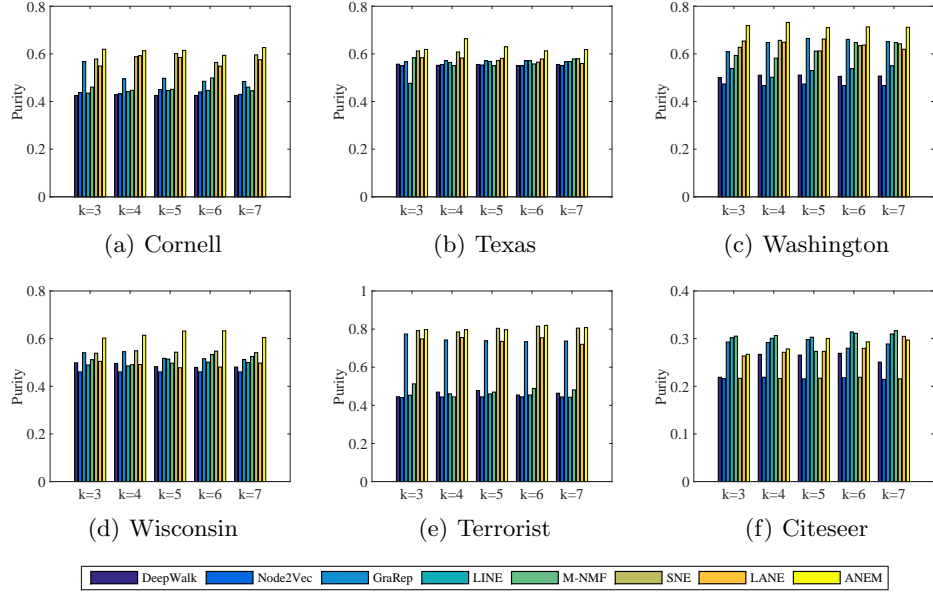 0.8
0.6
0.4
0.2
0
Purity
k=3 k=4 k=5 k=6 k=7
(a) Cornell
0.8
0.6
0.4
0.2
0
Purity
k=3 k=4 k=5 k=6 k=7
(b) Texas
0.8
0.6
0.4
0.2
0
Purity
k=3 k=4 k=5 k=6 k=7
(c) Washington
0.8
0.6
0.4
0.2
0
Purity
k=3 k=4 k=5 k=6 k=7
(d) Wisconsin
1
0.8
0.6
0.4
0.2
0
Purity
k=3 k=4 k=5 k=6 k=7
(e) Terrorist
0.4
0.3
0.2
0.1
0
Purity
k=3 k=4 k=5 k=6 k=7
(f) Citeseer
DeepWalk Node2Vec GraRep LINE M-NMF SNE LANE ANEM